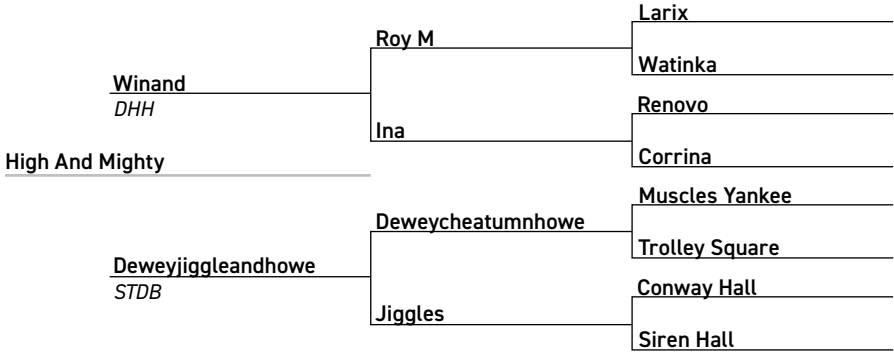 Larix
Roy M
Watinka
Winand
DHH
Renovo
Ina
Corrina
High And Mighty
Muscles Yankee
Deweycheatumnhowe
Trolley Square
Deweyjiggleandhowe
STDB
Conway Hall
Jiggles
Siren Hall